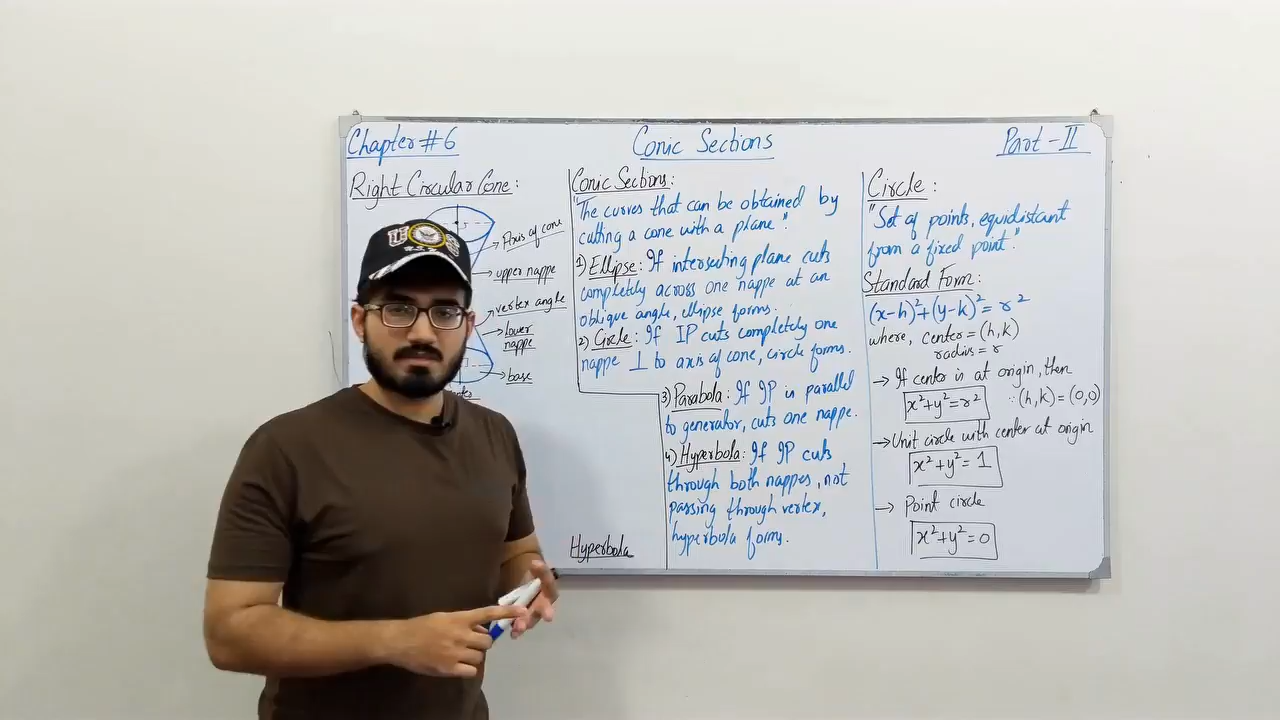 Chapter # 6
Conic Sections
Part - II
Right Circular Cone :
Axis of cone
upper nappe
vertex angle
lower
nappe
base
Hyperbola
Conic Sections :
"The curves that can be obtained by
cutting a cone with a plane."
1) Ellipse : If intersecting plane cuts
completely across one nappe at an
oblique angle, ellipse forms.
2) Circle : If IP cuts completely one
nappe ⊥ to axis of cone, circle forms.
3) Parabola : If IP is parallel
to generator, cuts one nappe.
4) Hyperbola : If IP cuts
through both nappes, not
passing through vertex,
hyperbola forms.
Circle :
"Set of points, equidistant
from a fixed point."
Standard Form :
(x-h)²+(y-k)² = r²
where, center = (h,k)
radius = r
→ If center is at origin, then
x²+y²=r² ∵ (h,k) = (0,0)
→ Unit circle with center at origin
x²+y² = 1
→ Point circle
x²+y²=0